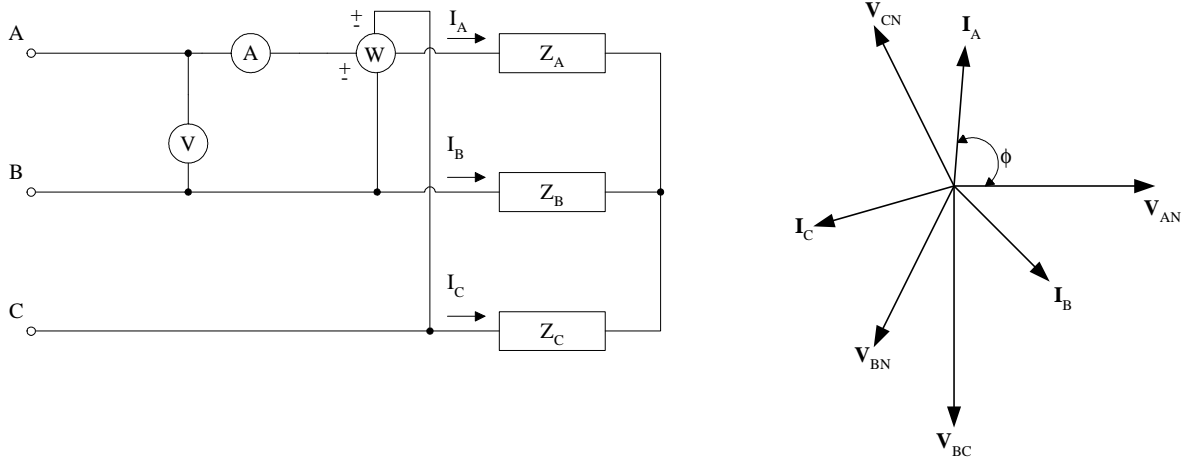 ±
I_A
V_CN
I_A
A
A
W
Z_A
±
V
ϕ
I_B
B
Z_B
V_AN
I_C
I_B
I_C
C
Z_C
V_BN
V_BC